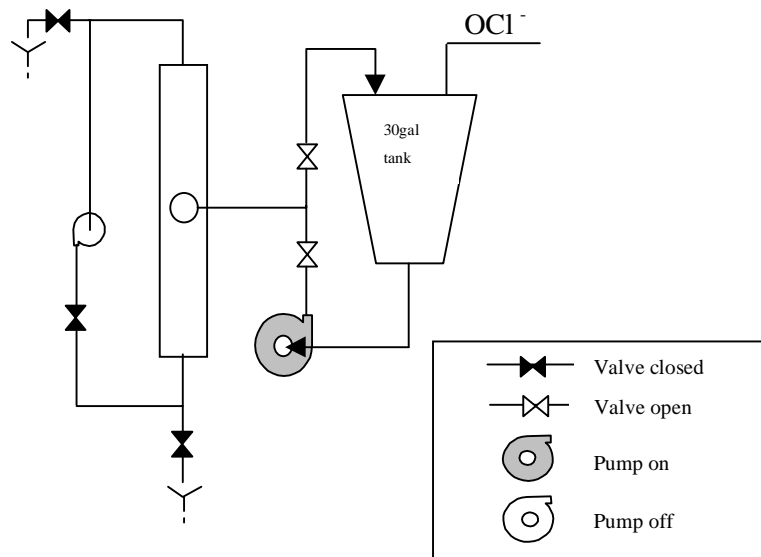 OCl⁻
30gal
tank
Valve closed
Valve open
Pump on
Pump off